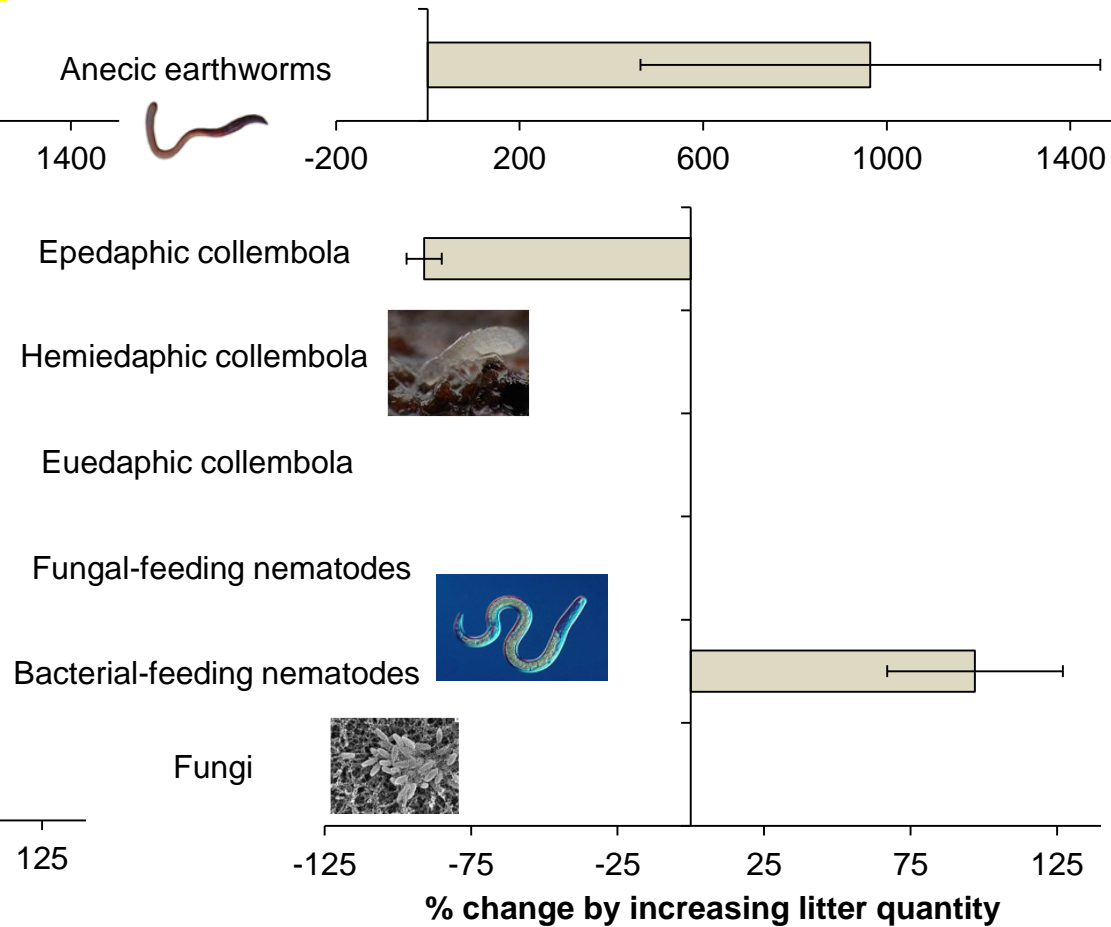 Anecic earthworms
1400
-200 200 600 1000 1400
Epedaphic collembola
Hemiedaphic collembola
Euedaphic collembola
Fungal-feeding nematodes
Bacterial-feeding nematodes
Fungi
125
-125 -75 -25 25 75 125
% change by increasing litter quantity